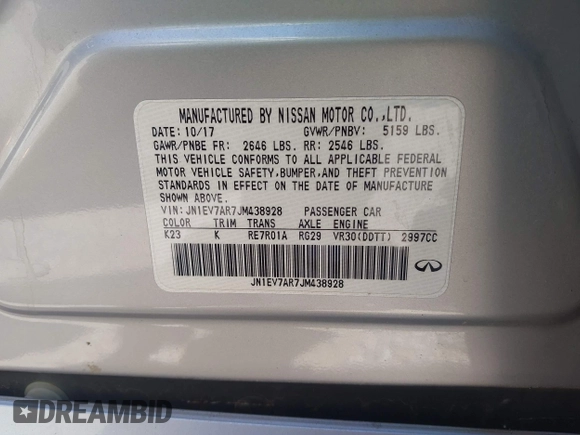 MANUFACTURED BY NISSAN MOTOR CO.,LTD.
DATE: 10/17 GVWR/PNBV: 5159 LBS.
GAWR/PNBE FR: 2646 LBS. RR: 2546 LBS.
THIS VEHICLE CONFORMS TO ALL APPLICABLE FEDERAL
MOTOR VEHICLE SAFETY,BUMPER,AND THEFT PREVENTION
STANDARDS IN EFFECT ON THE DATE OF MANUFACTURE
SHOWN ABOVE.
VIN:JN1EV7AR7JM438928 PASSENGER CAR
COLOR TRIM TRANS AXLE ENGINE
K23 K RE7R01A RG29 VR30(DDTT) 2997CC
JN1EV7AR7JM438928
DREAMBID